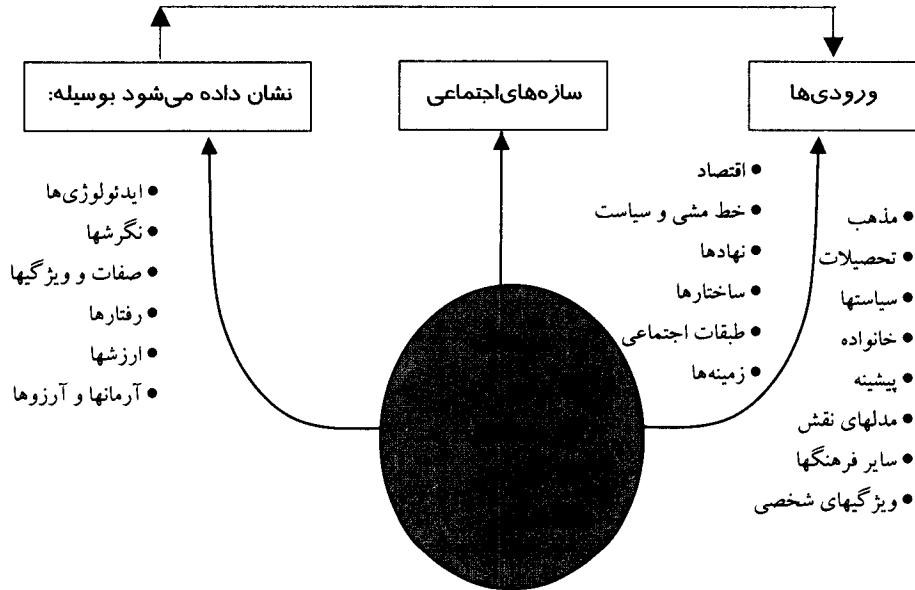 ورودی‌ها
سازه‌های‌اجتماعی
نشان داده می‌شود بوسیله:
• مذهب
• تحصیلات
• سیاستها
• خانواده
• پیشینه
• مدلهای نقش
• سایر فرهنگها
• ویژگیهای شخصی
• اقتصاد
• خط مشی و سیاست
• نهادها
• ساختارها
• طبقات اجتماعی
• زمینه‌ها
• ایدئولوژی‌ها
• نگرشها
• صفات و ویژگیها
• رفتارها
• ارزشها
• آرمانها و آرزوها